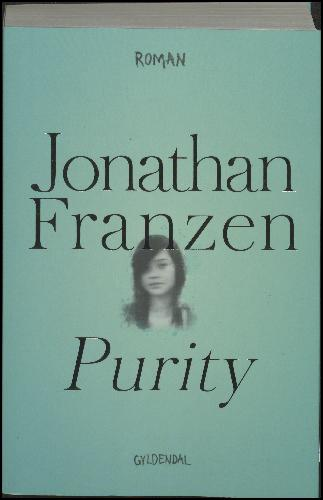 ROMAN
Jonathan
Franzen
Purity
GYLDENDAL